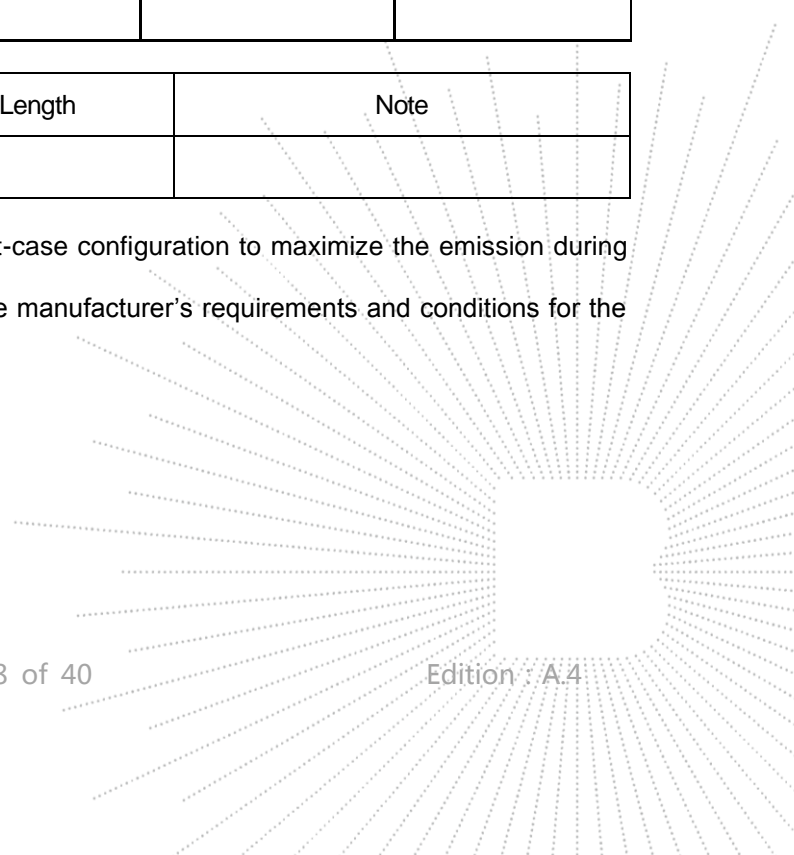 Length Note
-case configuration to maximize the emission during
manufacturer's requirements and conditions for the
of 40 Edition : A.4